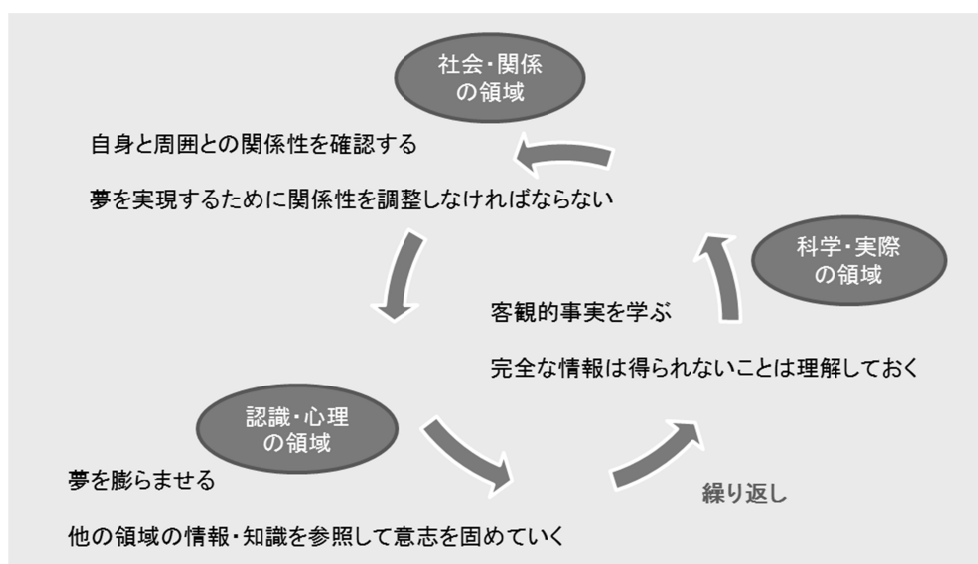 社会・関係
の領域
自身と周囲との関係性を確認する
夢を実現するために関係性を調整しなければならない
科学・実際
の領域
客観的事実を学ぶ
完全な情報は得られないことは理解しておく
認識・心理
の領域
夢を膨らませる
他の領域の情報・知識を参照して意志を固めていく
繰り返し